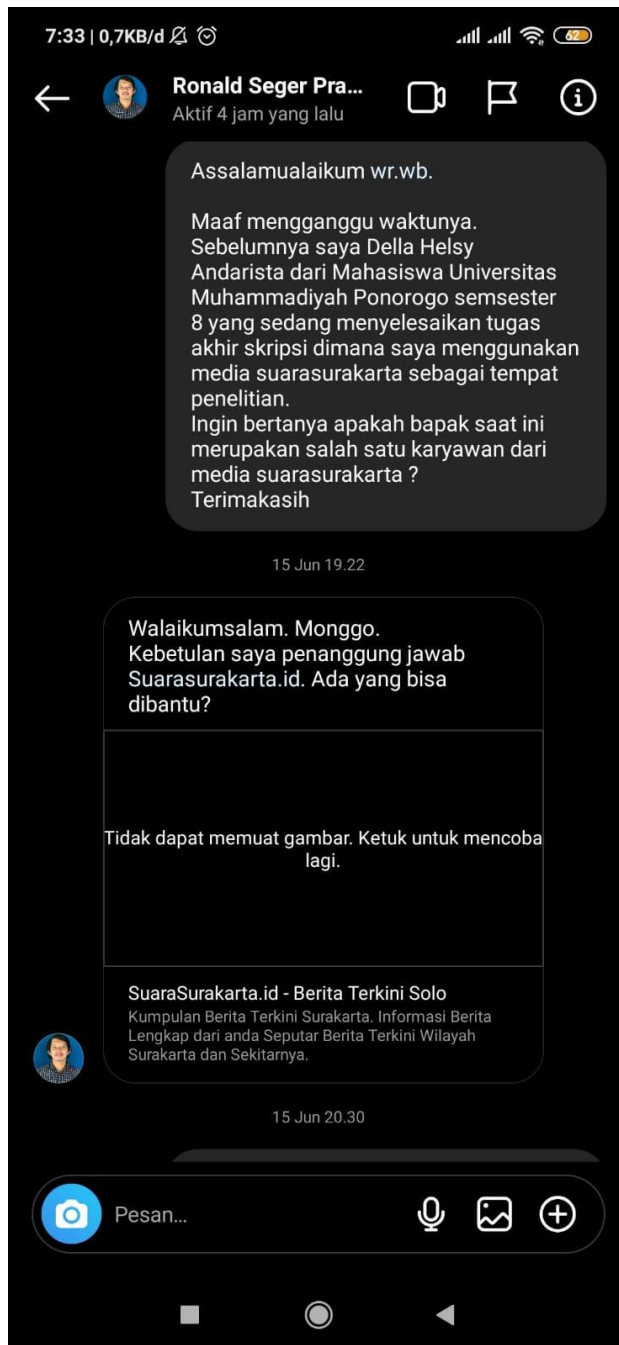 7:33 | 0,7KB/d
62
Ronald Seger Pra...
Aktif 4 jam yang lalu
Assalamualaikum wr.wb.
Maaf mengganggu waktunya.
Sebelumnya saya Della Helsy
Andarista dari Mahasiswa Universitas
Muhammadiyah Ponorogo semsester
8 yang sedang menyelesaikan tugas
akhir skripsi dimana saya menggunakan
media suarasurakarta sebagai tempat
penelitian.
Ingin bertanya apakah bapak saat ini
merupakan salah satu karyawan dari
media suarasurakarta ?
Terimakasih
15 Jun 19.22
Walaikumsalam. Monggo.
Kebetulan saya penanggung jawab
Suarasurakarta.id. Ada yang bisa
dibantu?
Tidak dapat memuat gambar. Ketuk untuk mencoba
lagi.
SuaraSurakarta.id - Berita Terkini Solo
Kumpulan Berita Terkini Surakarta. Informasi Berita
Lengkap dari anda Seputar Berita Terkini Wilayah
Surakarta dan Sekitarnya.
15 Jun 20.30
Pesan...